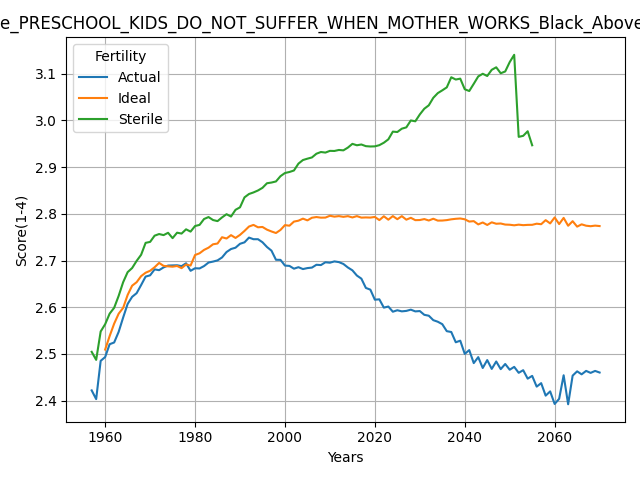 e_PRESCHOOL_KIDS_DO_NOT_SUFFER_WHEN_MOTHER_WORKS_Black_Above
Fertility
Actual
Ideal
Sterile
Score(1-4)
3.1
3.0
2.9
2.8
2.7
2.6
2.5
2.4
1960 1980 2000 2020 2040 2060
Years